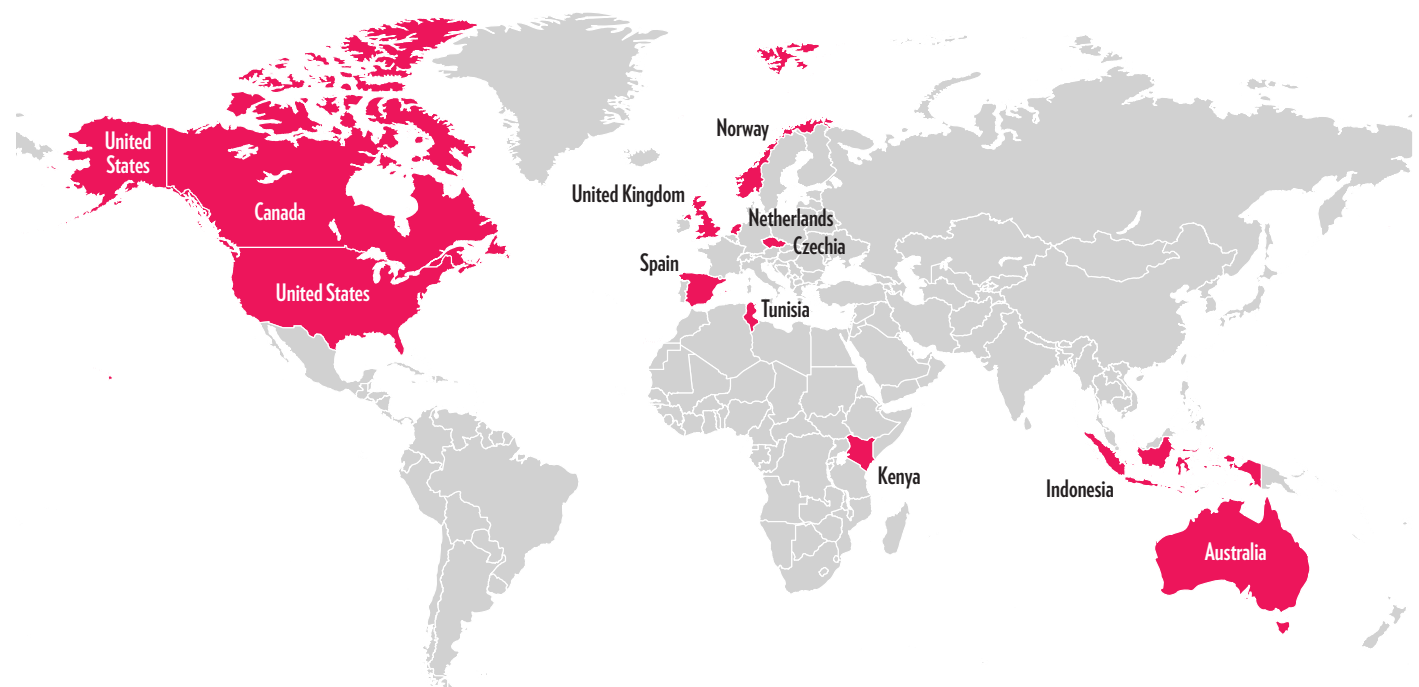 United
States
Canada
United States
Norway
United Kingdom
Netherlands
Czechia
Spain
Tunisia
Kenya
Indonesia
Australia